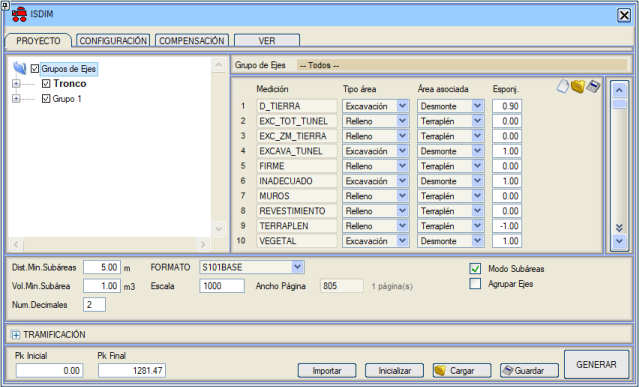 ISDIM
PROYECTO CONFIGURACIÓN COMPENSACIÓN VER
Grupos de Ejes
Tronco
Grupo 1
Grupo de Ejes -- Todos --
Medición Tipo área Área asociada Esponj.
1 D_TIERRA Excavación Desmonte 0.90
2 EXC_TOT_TUNEL Relleno Terraplén 0.00
3 EXC_ZM_TIERRA Relleno Terraplén 0.00
4 EXCAVA_TUNEL Excavación Desmonte 1.00
5 FIRME Relleno Terraplén 0.00
6 INADECUADO Excavación Desmonte 1.00
7 MUROS Relleno Terraplén 0.00
8 REVESTIMIENTO Relleno Terraplén 0.00
9 TERRAPLEN Relleno Terraplén -1.00
10 VEGETAL Excavación Desmonte 1.00
Dist.Min.Subáreas 5.00 m FORMATO S101BASE Modo Subáreas
Vol.Min.Subárea 1.00 m3 Escala 1000 Ancho Página 805 1 página(s) Agrupar Ejes
Num.Decimales 2
TRAMIFICACIÓN
Pk Inicial Pk Final
0.00 1281.47 Importar Inicializar Cargar Guardar GENERAR